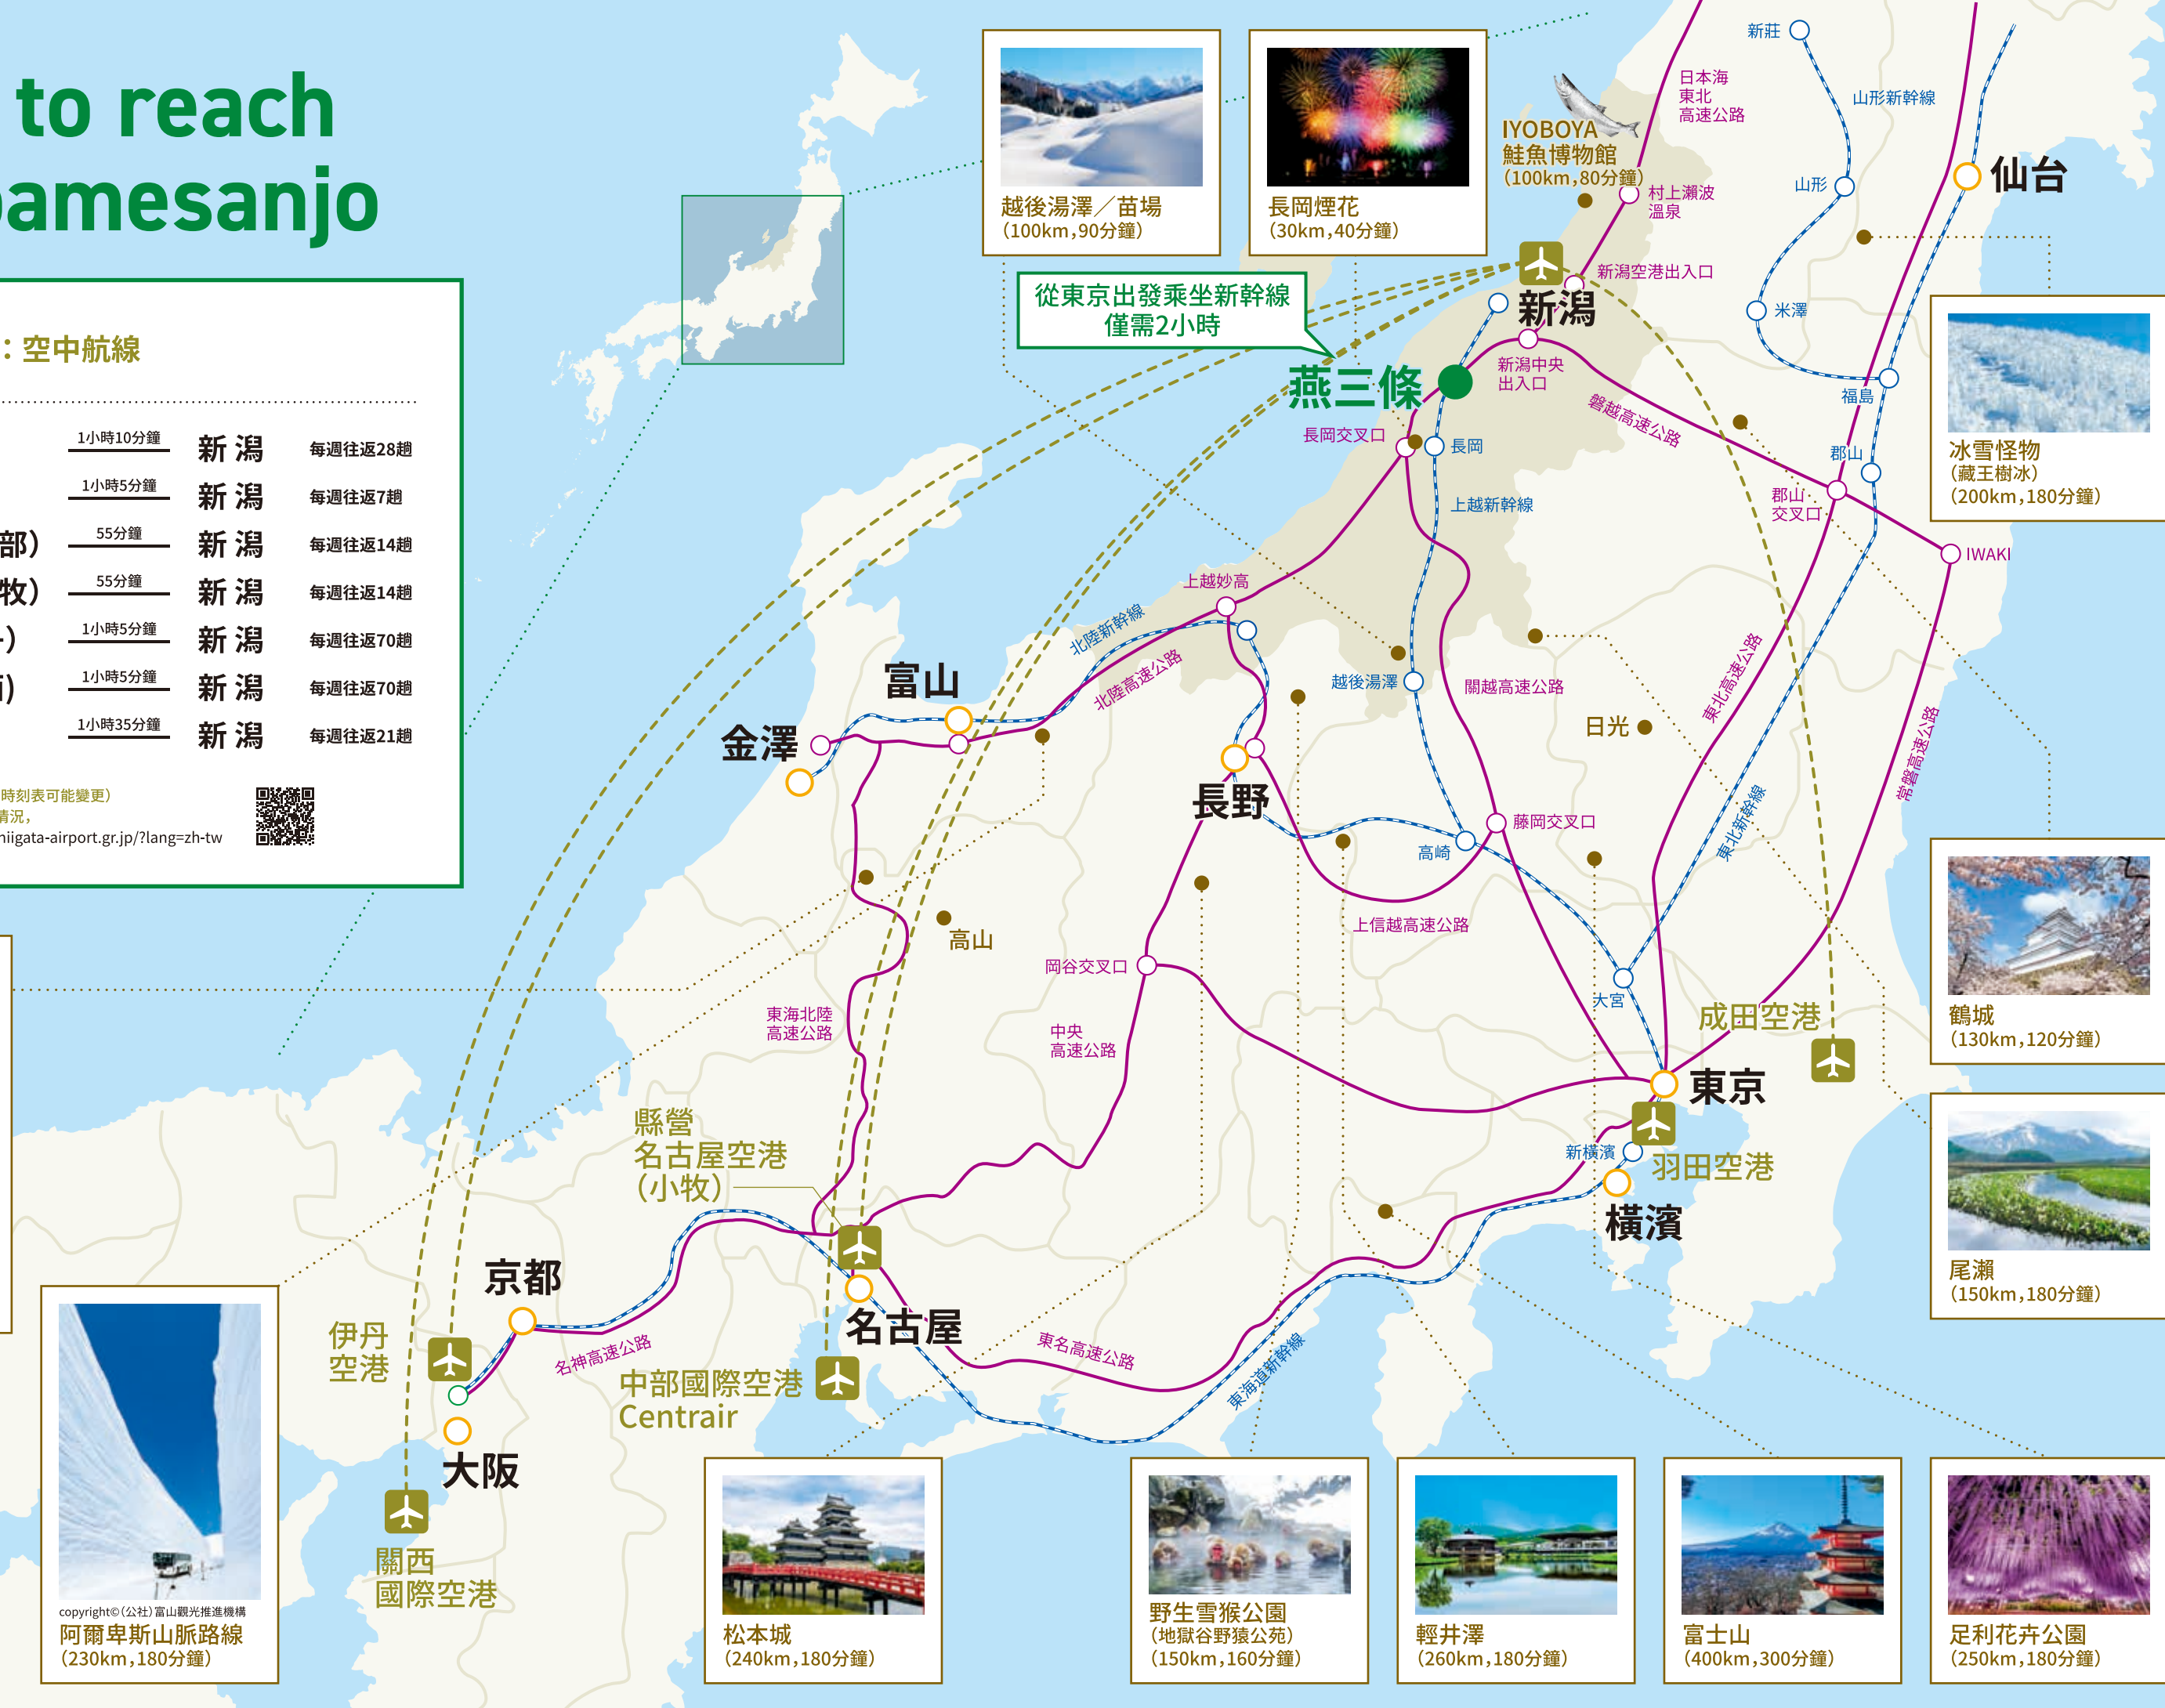 to reach
bamesanjo
：空中航線
1小時10分鐘
新 潟
每週往返28趟
1小時5分鐘
新 潟
每週往返7趟
部）
55分鐘
新 潟
每週往返14趟
牧）
55分鐘
新 潟
每週往返14趟
1小時5分鐘
新 潟
每週往返70趟
1小時5分鐘
新 潟
每週往返70趟
1小時35分鐘
新 潟
每週往返21趟
時刻表可能變更）
情況，
niigata-airport.gr.jp/?lang=zh-tw
越後湯澤／苗場
（100km，90分鐘）
長岡煙花
（30km，40分鐘）
從東京出發乘坐新幹線
僅需2小時
IYOBOYA
鮭魚博物館
（100km，80分鐘）
日本海
東北
高速公路
村上瀨波
溫泉
新潟空港出入口
新潟
新潟中央
出入口
燕三條
長岡交叉口
長岡
上越新幹線
磐越高速公路
新莊
山形新幹線
山形
仙台
米澤
福島
郡山
郡山
交叉口
IWAKI
冰雪怪物
（藏王樹冰）
（200km，180分鐘）
上越妙高
北陸新幹線
北陸高速公路
富山
金澤
長野
越後湯澤
關越高速公路
日光
東北高速公路
常磐高速公路
東北新幹線
藤岡交叉口
高崎
上信越高速公路
高山
岡谷交叉口
東海北陸
高速公路
中央
高速公路
大宮
成田空港
東京
羽田空港
新橫濱
橫濱
鶴城
（130km，120分鐘）
尾瀨
（150km，180分鐘）
縣營
名古屋空港
（小牧）
京都
名古屋
伊丹
空港
名神高速公路
中部國際空港
Centrair
東名高速公路
東海道新幹線
大阪
關西
國際空港
copyright©（公社）富山觀光推進機構
阿爾卑斯山脈路線
（230km，180分鐘）
松本城
（240km，180分鐘）
野生雪猴公園
（地獄谷野猿公苑）
（150km，160分鐘）
輕井澤
（260km，180分鐘）
富士山
（400km，300分鐘）
足利花卉公園
（250km，180分鐘）